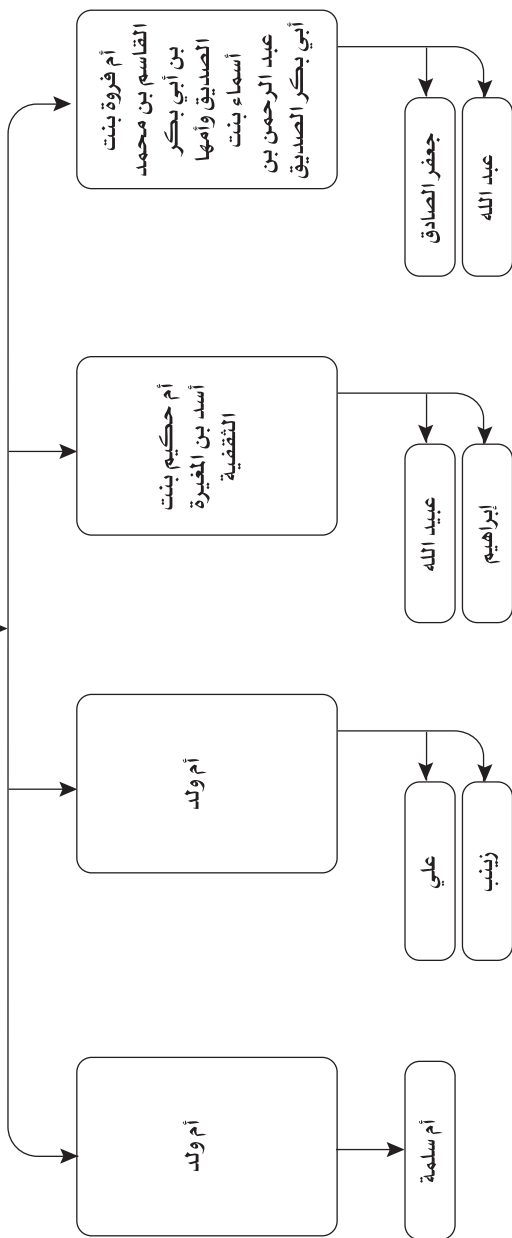 أم فروة بنت
القاسم بن محمد
بن أبي بكر
الصديق وأمها
أسماء بنت
عبد الرحمن بن
أبي بكر الصديق
جعفر الصادق
عبد الله
أم حكيم بنت
أسد بن المغيرة
الثقفية
عبيد الله
إبراهيم
أم ولد
علي
زينب
أم ولد
أم سلمة